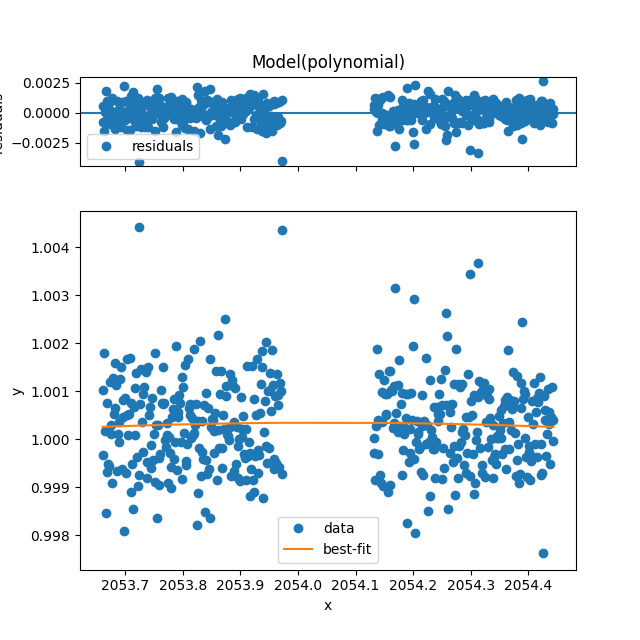 Model(polynomial)
0.0025
0.0000
−0.0025
residuals
residuals
1.004
1.003
1.002
1.001
1.000
0.999
0.998
y
data
best-fit
2053.7 2053.8 2053.9 2054.0 2054.1 2054.2 2054.3 2054.4
x